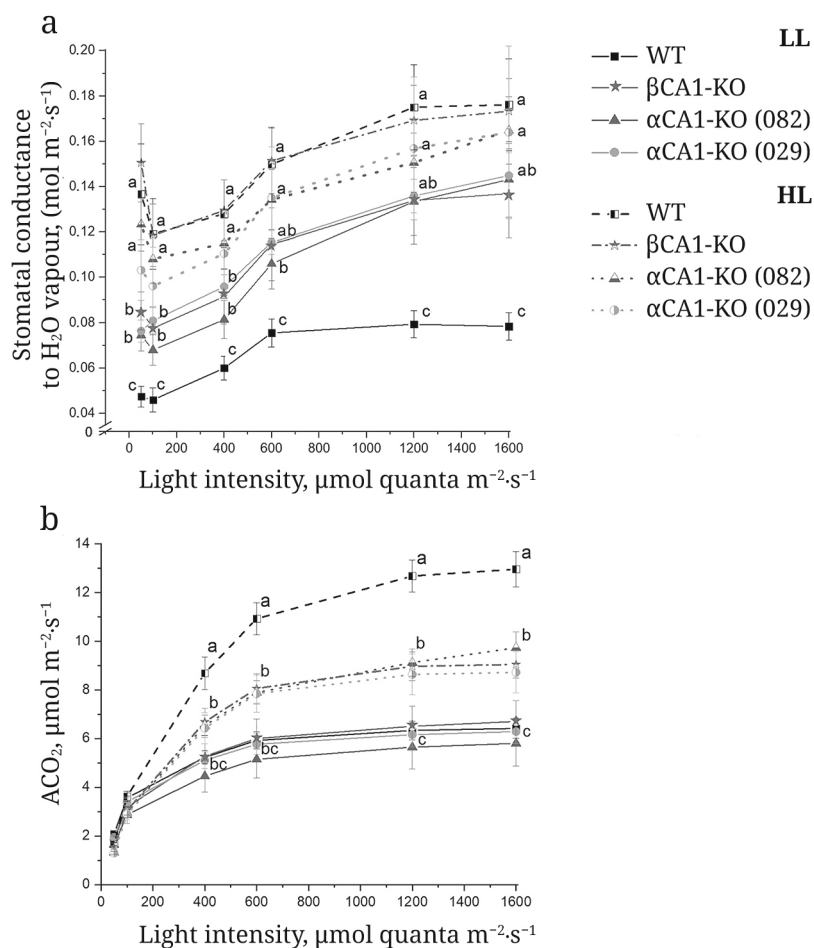 a
LL
WT
βCA1-KO
αCA1-KO (082)
αCA1-KO (029)
HL
WT
βCA1-KO
αCA1-KO (082)
αCA1-KO (029)
Stomatal conductance
to H₂O vapour, (mol m⁻²·s⁻¹)
0.20
0.18
0.16
0.14
0.12
0.10
0.08
0.06
0.04
0
a a a a a a
a a a a a a
b b b ab ab ab
b b b b
c c c c c c
0 200 400 600 800 1000 1200 1400 1600
Light intensity, μmol quanta m⁻²·s⁻¹
b
ACO₂, μmol m⁻²·s⁻¹
14
12
10
8
6
4
2
0
a a a a
b b b b
bc bc c c
0 200 400 600 800 1000 1200 1400 1600
Light intensity, μmol quanta m⁻²·s⁻¹